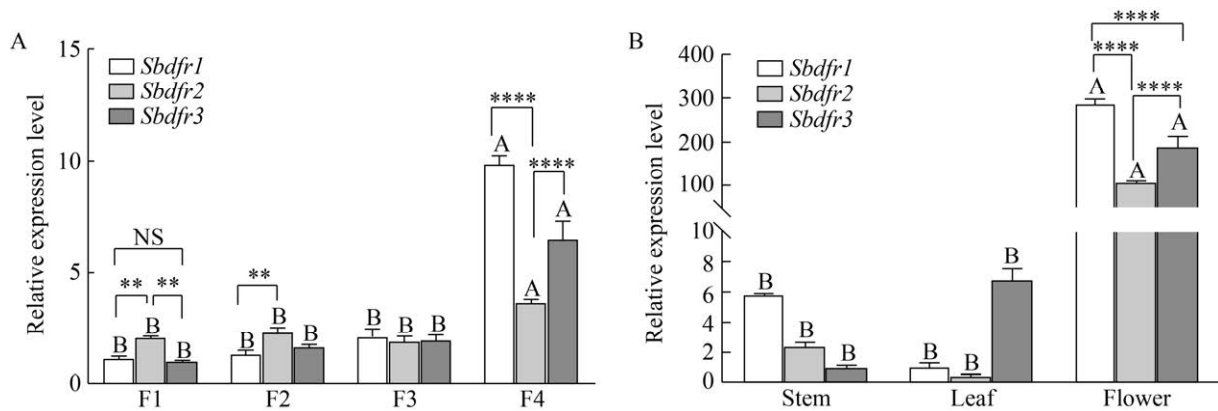 A
Relative expression level
15
10
5
0
Sbdfr1
Sbdfr2
Sbdfr3
NS
** **
B B B
**
B B B
B B B
****
****
A A A
F1 F2 F3 F4
B
Relative expression level
400
300
200
100
10
8
6
4
2
0
Sbdfr1
Sbdfr2
Sbdfr3
B B B
B B B
****
****
****
A A A
Stem Leaf Flower